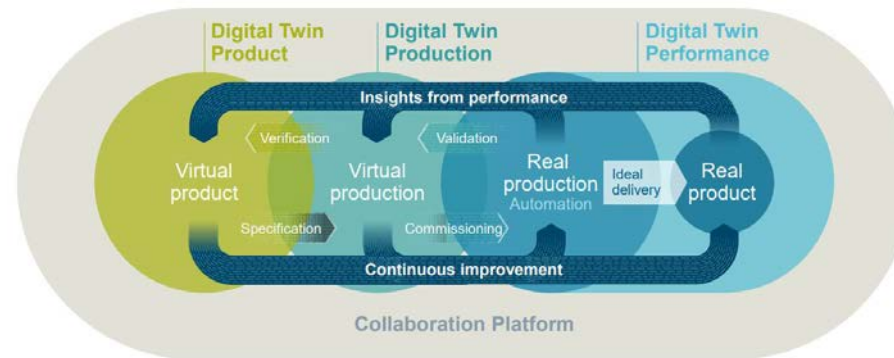 Digital Twin
Product
Digital Twin
Production
Digital Twin
Performance
Insights from performance
Verification
Validation
Virtual
product
Virtual
production
Real
production
Automation
Ideal
delivery
Real
product
Specification
Commissioning
Continuous improvement
Collaboration Platform